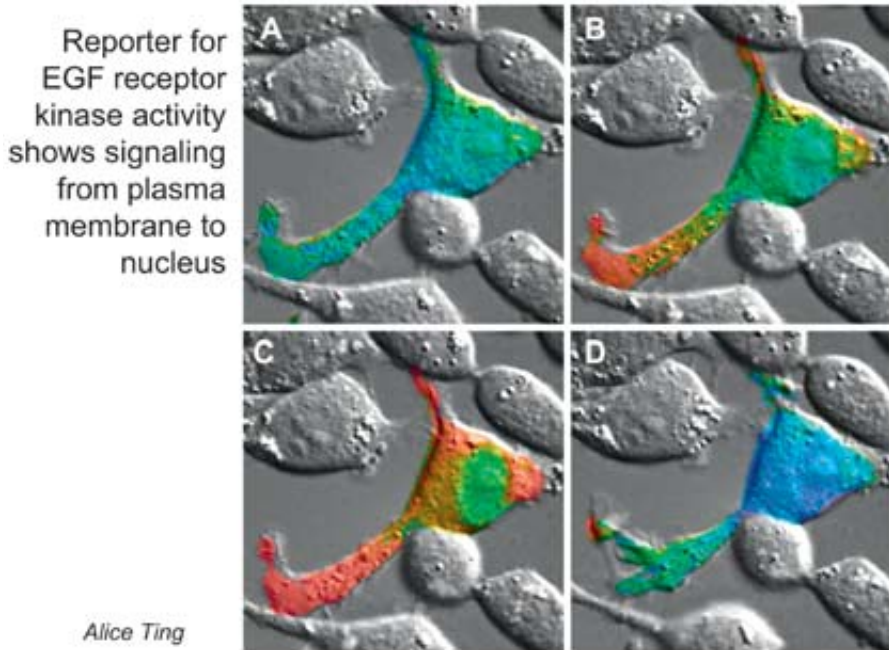 Reporter for
EGF receptor
kinase activity
shows signaling
from plasma
membrane to
nucleus
A
B
C
D
Alice Ting